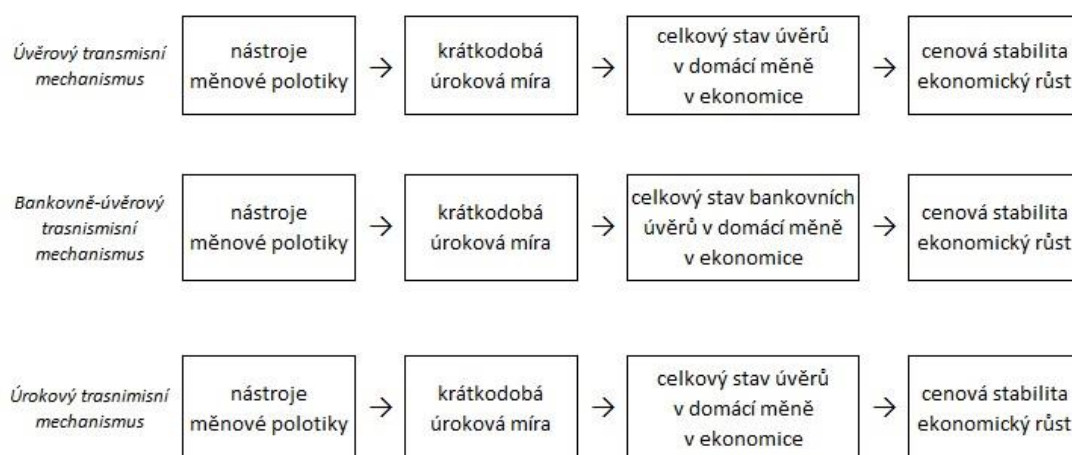 Úvěrový transmisní
mechanismus
nástroje
měnové polotiky
→
krátkodobá
úroková míra
→
celkový stav úvěrů
v domácí měně
v ekonomice
→
cenová stabilita
ekonomický růst
Bankovně-úvěrový
trasnismisní
mechanismus
nástroje
měnové polotiky
→
krátkodobá
úroková míra
→
celkový stav bankovních
úvěrů v domácí měně
v ekonomice
→
cenová stabilita
ekonomický růst
Úrokový trasnimisní
mechanismus
nástroje
měnové polotiky
→
krátkodobá
úroková míra
→
celkový stav úvěrů
v domácí měně
v ekonomice
→
cenová stabilita
ekonomický růst